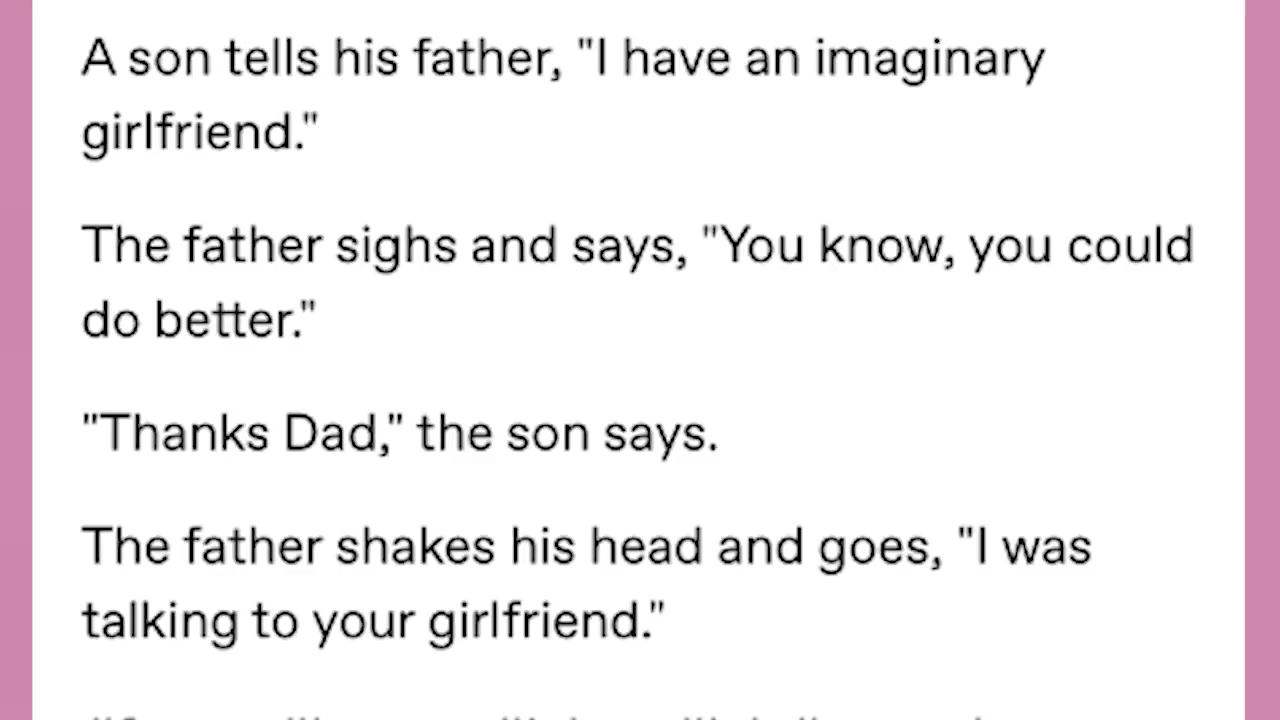 A son tells his father, "I have an imaginary
girlfriend."
The father sighs and says, "You know, you could
do better."
"Thanks Dad," the son says.
The father shakes his head and goes, "I was
talking to your girlfriend."